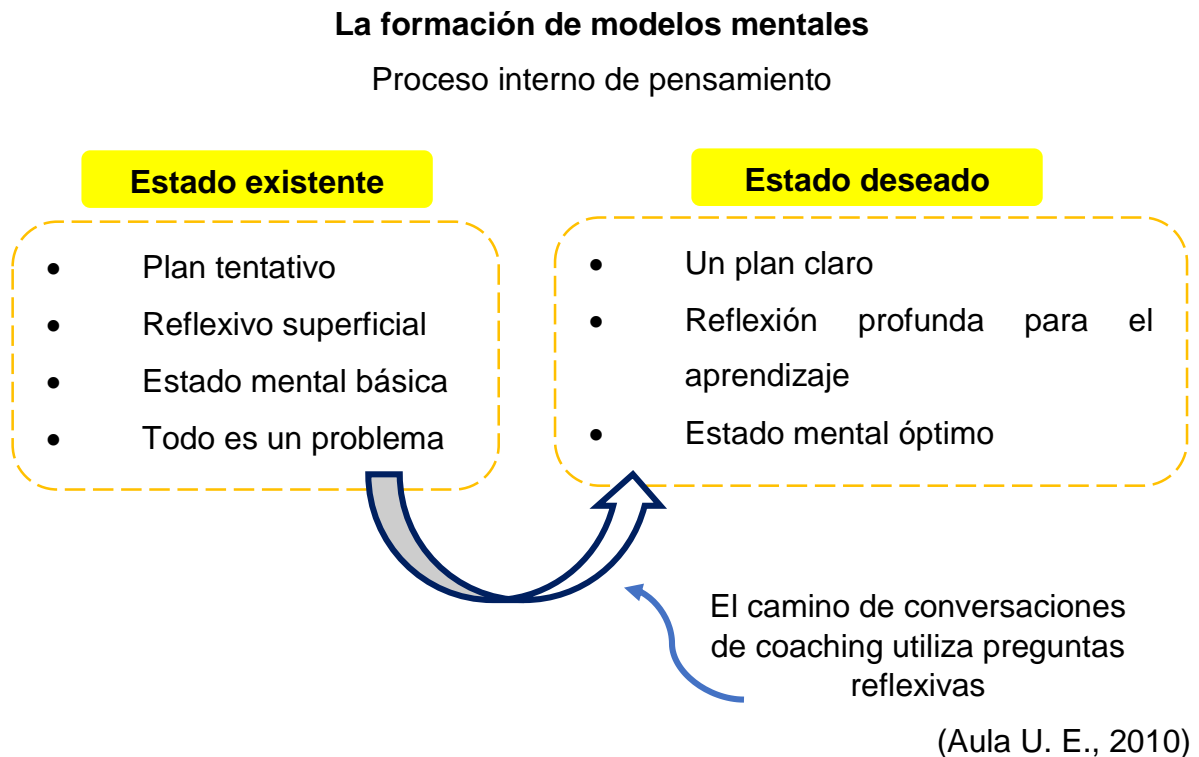 La formación de modelos mentales
Proceso interno de pensamiento
Estado existente
• Plan tentativo
• Reflexivo superficial
• Estado mental básica
• Todo es un problema
Estado deseado
• Un plan claro
• Reflexión profunda para el
aprendizaje
• Estado mental óptimo
El camino de conversaciones
de coaching utiliza preguntas
reflexivas
(Aula U. E., 2010)